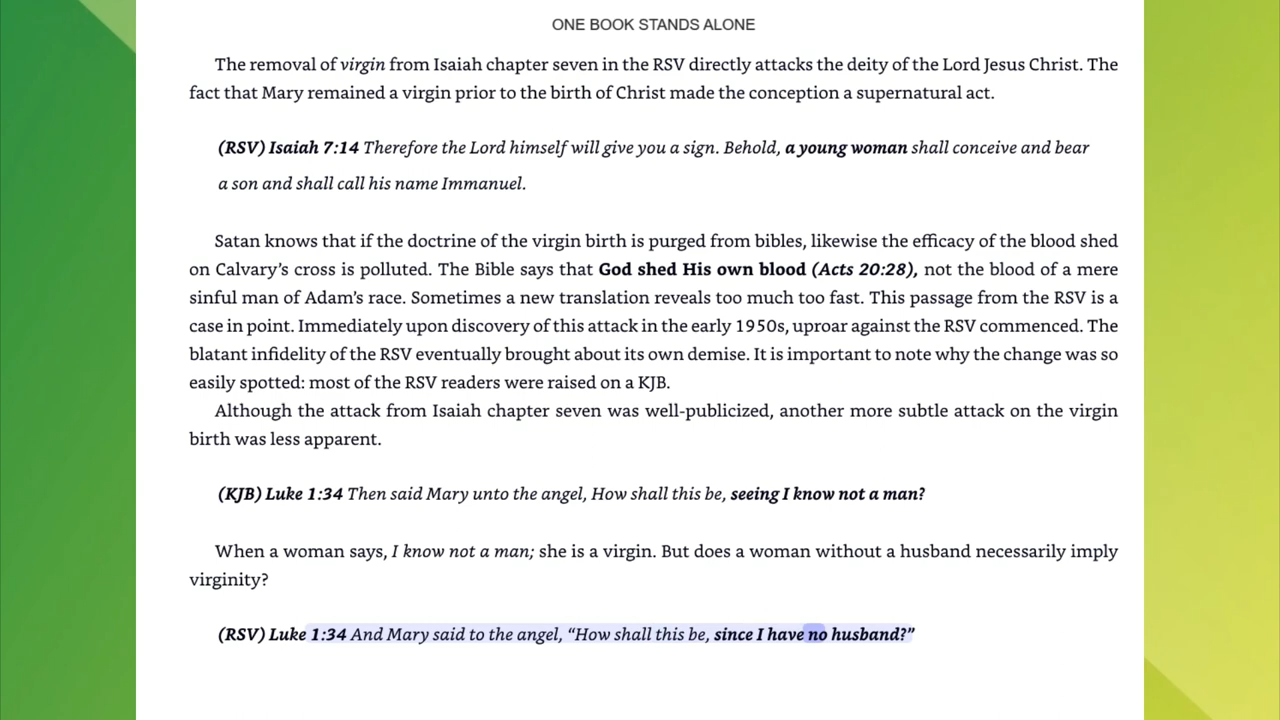 ONE BOOK STANDS ALONE
The removal of virgin from Isaiah chapter seven in the RSV directly attacks the deity of the Lord Jesus Christ. The
fact that Mary remained a virgin prior to the birth of Christ made the conception a supernatural act.
(RSV) Isaiah 7:14 Therefore the Lord himself will give you a sign. Behold, a young woman shall conceive and bear
a son and shall call his name Immanuel.
Satan knows that if the doctrine of the virgin birth is purged from bibles, likewise the efficacy of the blood shed
on Calvary’s cross is polluted. The Bible says that God shed His own blood (Acts 20:28), not the blood of a mere
sinful man of Adam’s race. Sometimes a new translation reveals too much too fast. This passage from the RSV is a
case in point. Immediately upon discovery of this attack in the early 1950s, uproar against the RSV commenced. The
blatant infidelity of the RSV eventually brought about its own demise. It is important to note why the change was so
easily spotted: most of the RSV readers were raised on a KJB.
Although the attack from Isaiah chapter seven was well-publicized, another more subtle attack on the virgin
birth was less apparent.
(KJB) Luke 1:34 Then said Mary unto the angel, How shall this be, seeing I know not a man?
When a woman says, I know not a man; she is a virgin. But does a woman without a husband necessarily imply
virginity?
(RSV) Luke 1:34 And Mary said to the angel, “How shall this be, since I have no husband?”